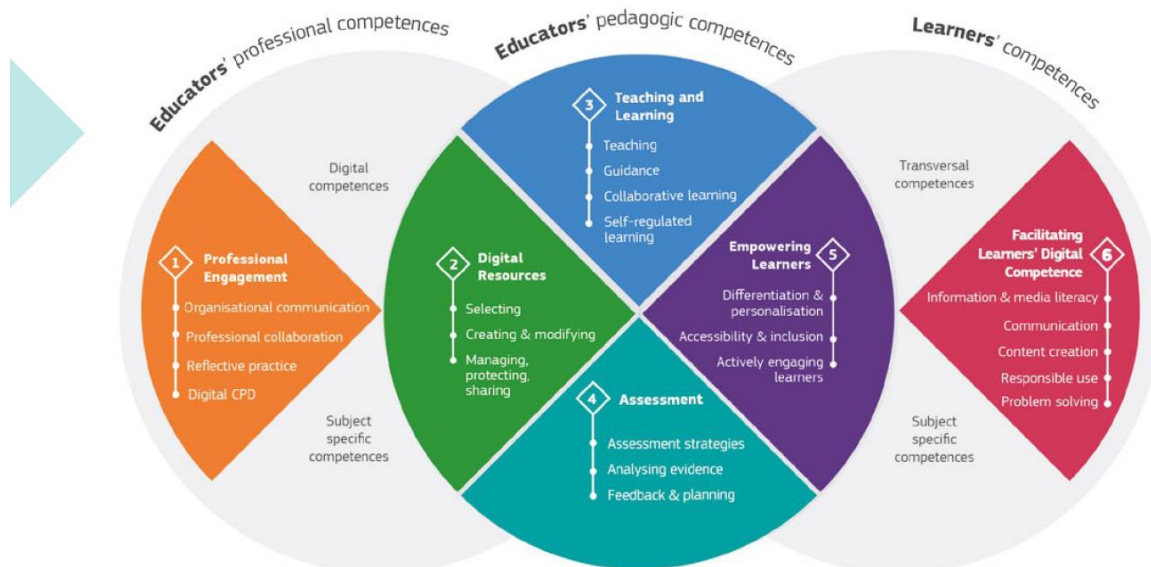 Educators' professional competences
Educators' pedagogic competences
Learners' competences
Digital
competences
Subject
specific
competences
Transversal
competences
Subject
specific
competences
1
Professional
Engagement
Organisational communication
Professional collaboration
Reflective practice
Digital CPD
2
Digital
Resources
Selecting
Creating & modifying
Managing,
protecting,
sharing
3
Teaching and
Learning
Teaching
Guidance
Collaborative learning
Self-regulated
learning
4
Assessment
Assessment strategies
Analysing evidence
Feedback & planning
5
Empowering
Learners
Differentiation &
personalisation
Accessibility & inclusion
Actively engaging
learners
6
Facilitating
Learners' Digital
Competence
Information & media literacy
Communication
Content creation
Responsible use
Problem solving